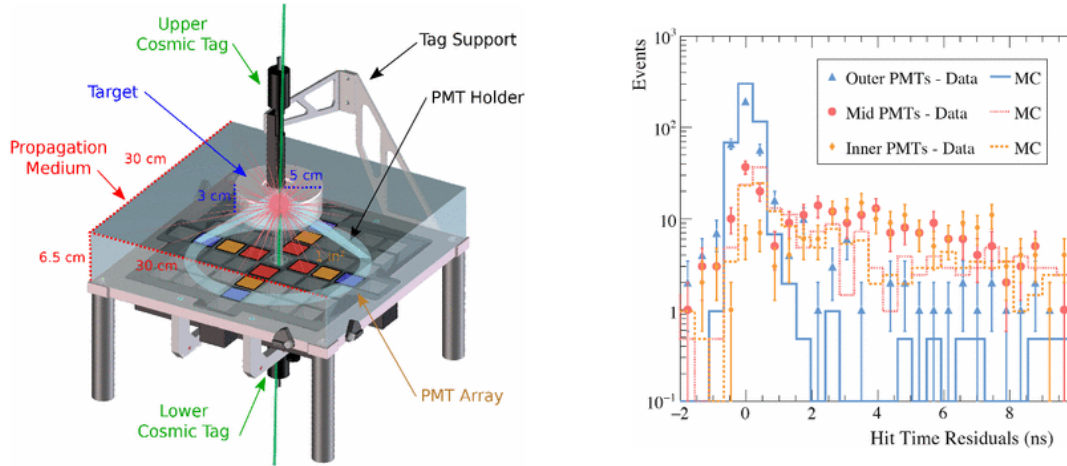 Upper
Cosmic Tag
Tag Support
Target
PMT Holder
Propagation
Medium
30 cm
5 cm
3 cm
6.5 cm
30 cm
PMT Array
Lower
Cosmic Tag
Events
10³
10²
10
1
10⁻¹
Outer PMTs - Data MC
Mid PMTs - Data MC
Inner PMTs - Data MC
−2 0 2 4 6 8
Hit Time Residuals (ns)